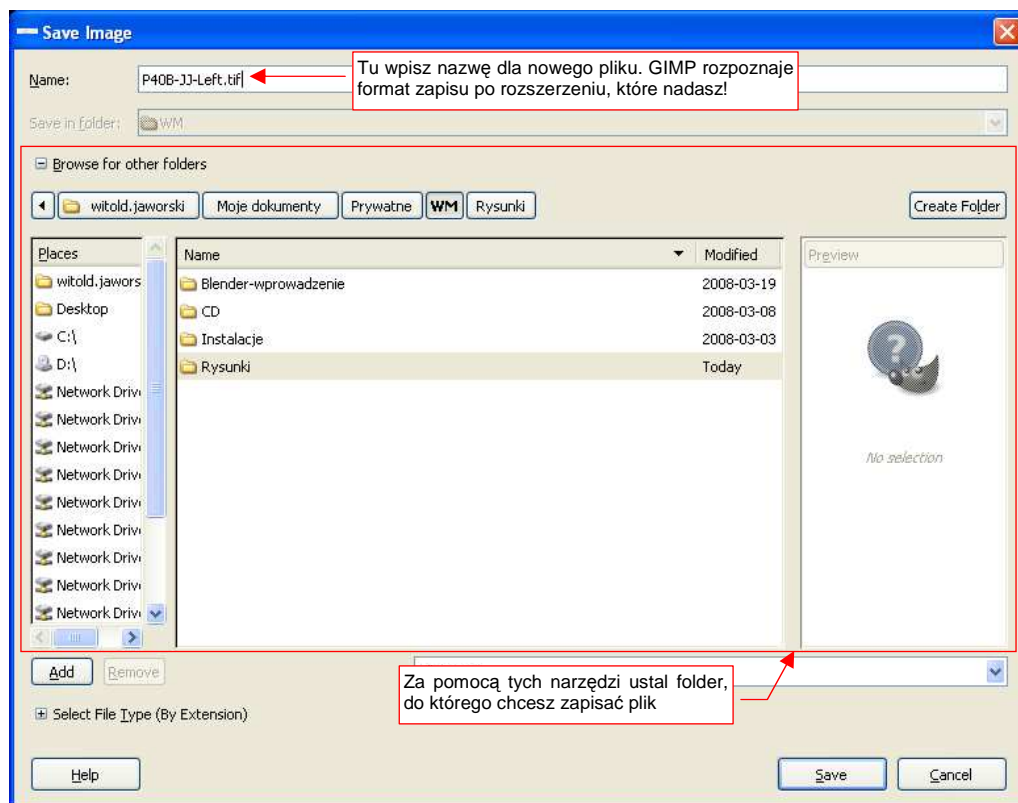 Save Image
Name:
P40B-JJ-Left.tif
Tu wpisz nazwę dla nowego pliku. GIMP rozpoznaje
format zapisu po rozszerzeniu, które nadasz!
Save in folder:
WM
Browse for other folders
witold.jaworski
Moje dokumenty
Prywatne
WM
Rysunki
Create Folder
Places
Name
Modified
Preview
witold.jawors
Blender-wprowadzenie
2008-03-19
Desktop
CD
2008-03-08
C:\
Instalacje
2008-03-03
D:\
Rysunki
Today
Network Driv
Network Driv
Network Driv
No selection
Network Driv
Network Driv
Network Driv
Network Driv
Network Driv
Network Driv
Add
Remove
Za pomocą tych narzędzi ustal folder,
do którego chcesz zapisać plik
Select File Type (By Extension)
Help
Save
Cancel